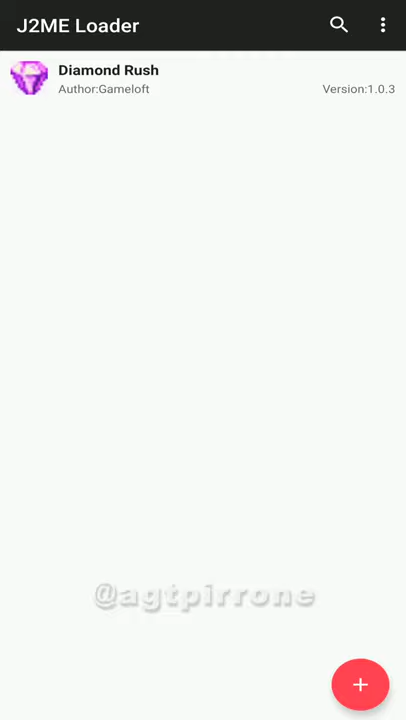 J2ME Loader
Diamond Rush
Author:Gameloft
Version:1.0.3
@agtpirrone